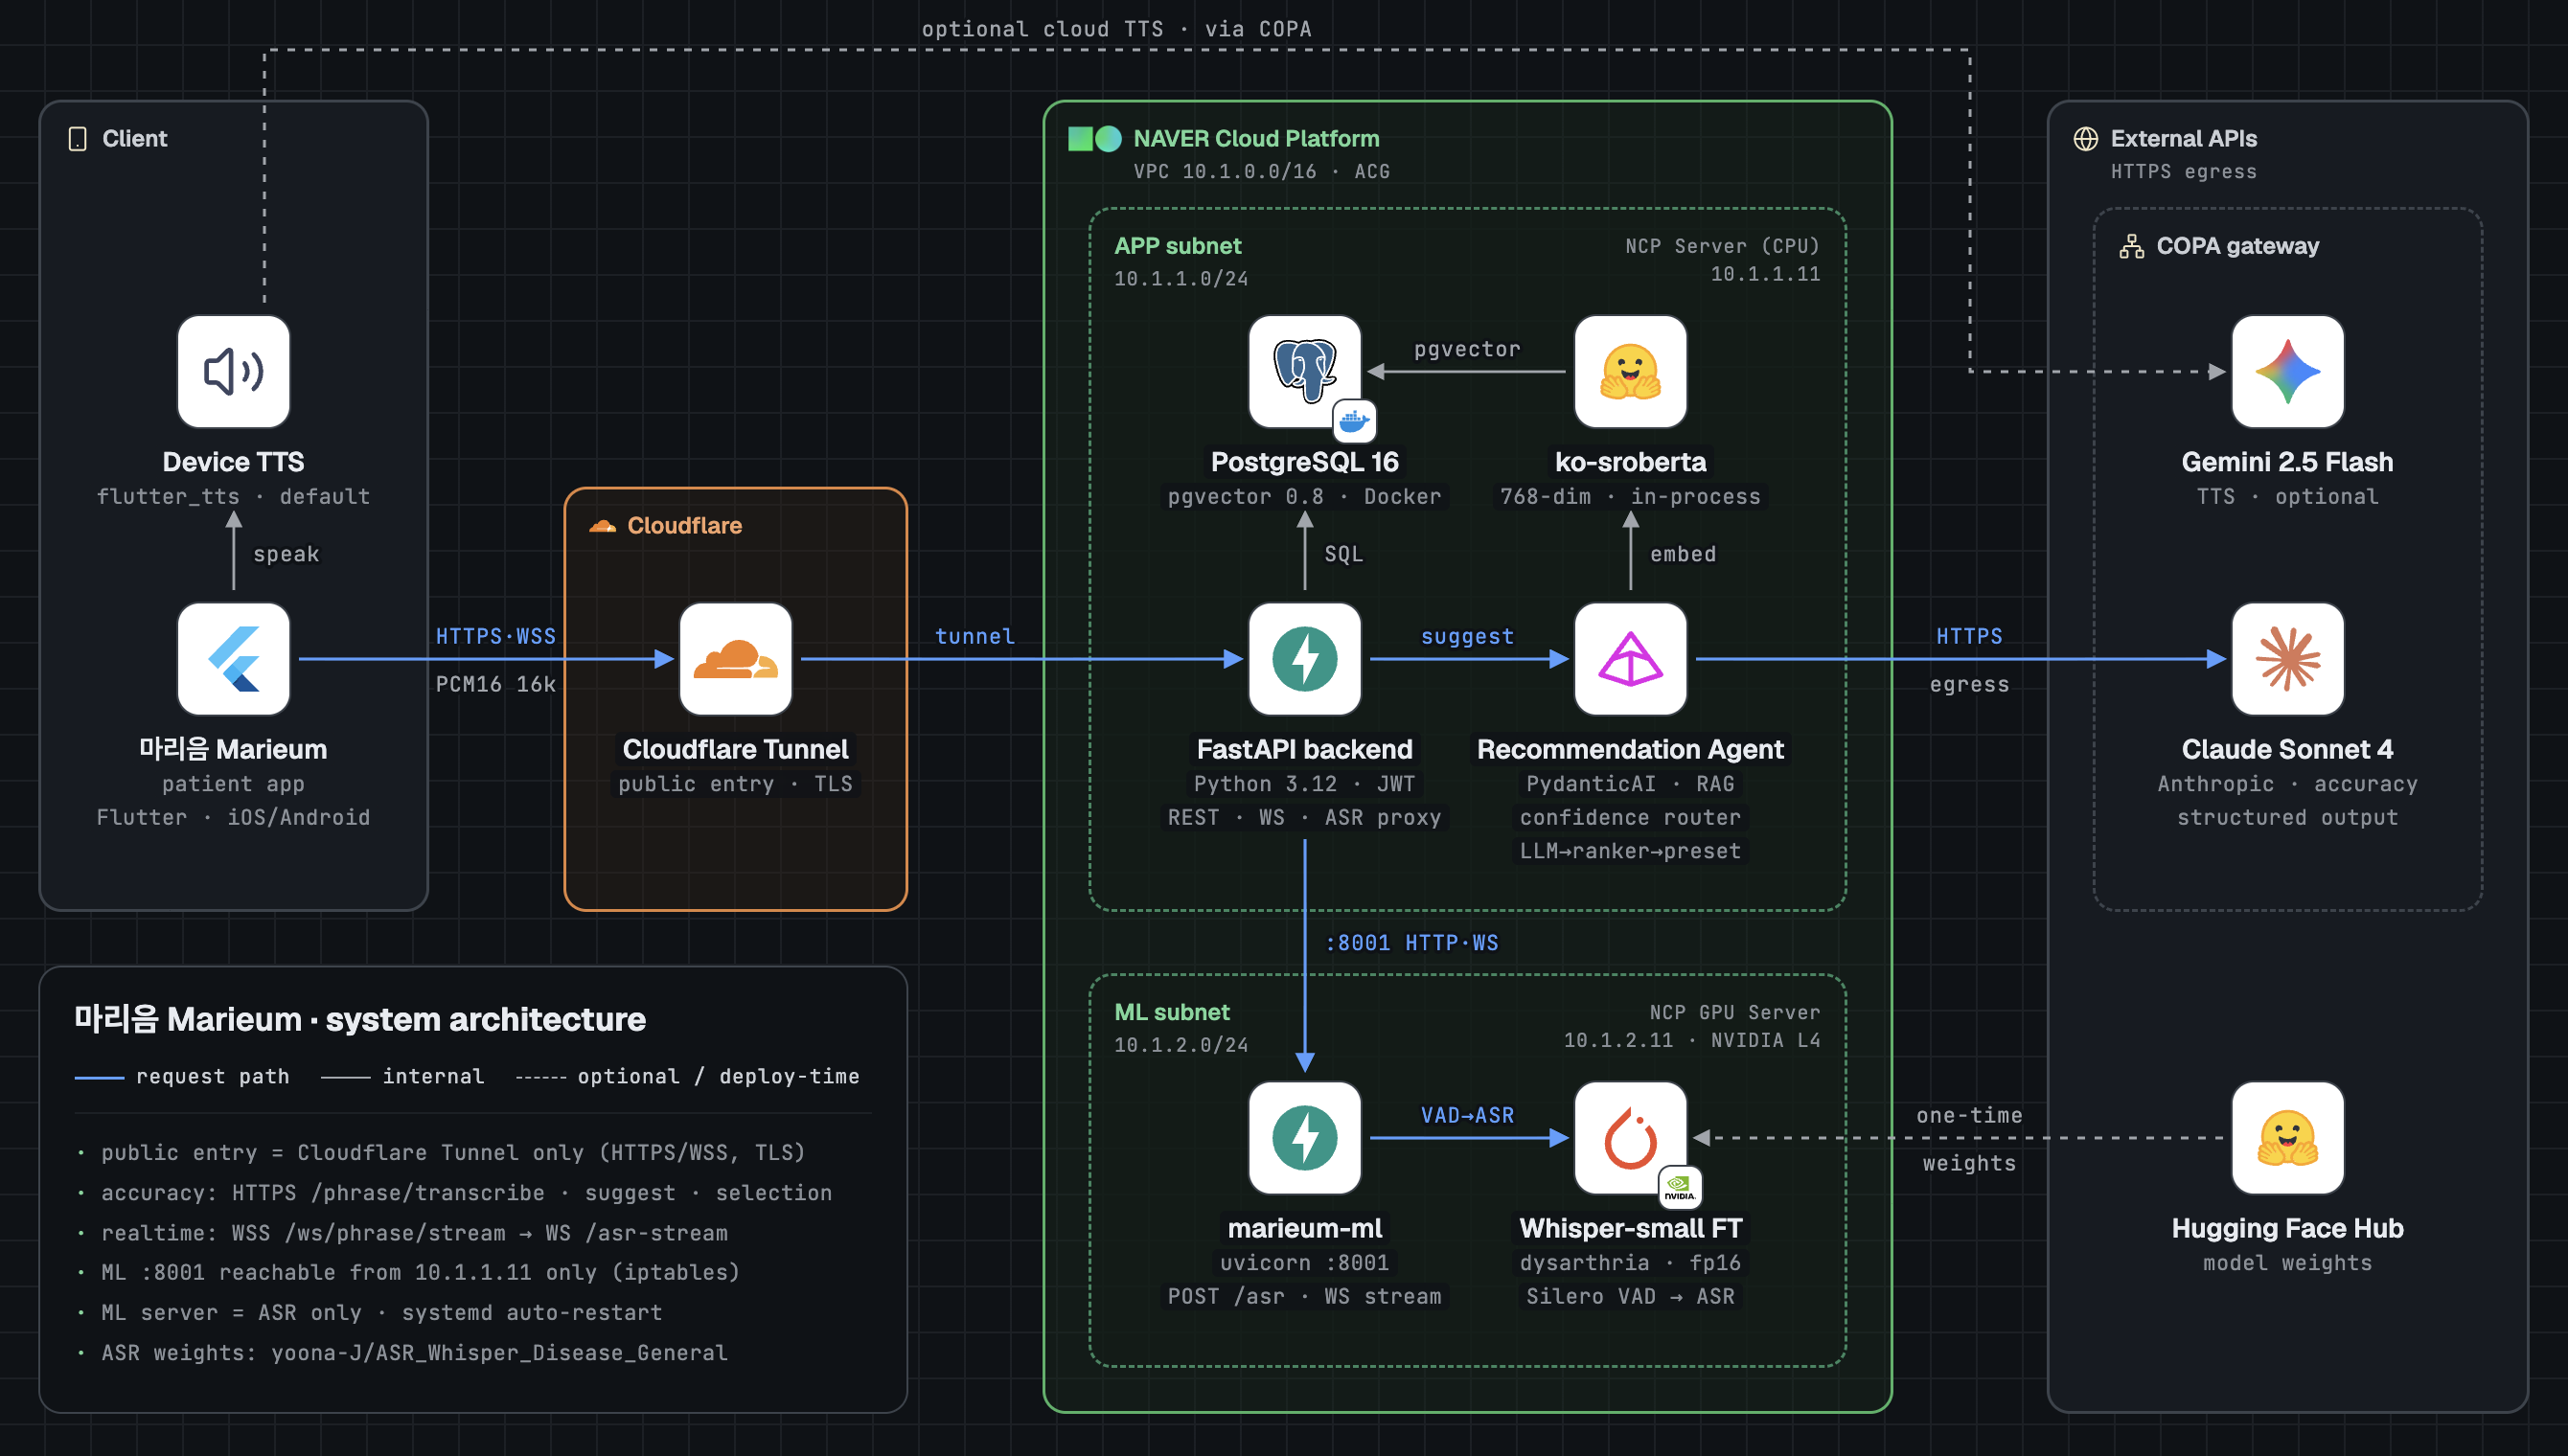 optional cloud TTS · via COPA
Client
Device TTS
flutter_tts · default
speak
마리음 Marieum
patient app
Flutter · iOS/Android
HTTPS·WSS
PCM16 16k
Cloudflare
Cloudflare Tunnel
public entry · TLS
tunnel
NAVER Cloud Platform
VPC 10.1.0.0/16 · ACG
APP subnet
10.1.1.0/24
NCP Server (CPU)
10.1.1.11
PostgreSQL 16
pgvector 0.8 · Docker
pgvector
ko-sroberta
768-dim · in-process
SQL
embed
FastAPI backend
Python 3.12 · JWT
REST · WS · ASR proxy
suggest
Recommendation Agent
PydanticAI · RAG
confidence router
LLM→ranker→preset
:8001 HTTP·WS
ML subnet
10.1.2.0/24
NCP GPU Server
10.1.2.11 · NVIDIA L4
marieum-ml
uvicorn :8001
POST /asr · WS stream
VAD→ASR
NVIDIA.
Whisper-small FT
dysarthria · fp16
Silero VAD → ASR
HTTPS
egress
one-time
weights
External APIs
HTTPS egress
COPA gateway
Gemini 2.5 Flash
TTS · optional
Claude Sonnet 4
Anthropic · accuracy
structured output
Hugging Face Hub
model weights
마리음 Marieum · system architecture
request path
internal
optional / deploy-time
· public entry = Cloudflare Tunnel only (HTTPS/WSS, TLS)
· accuracy: HTTPS /phrase/transcribe · suggest · selection
· realtime: WSS /ws/phrase/stream → WS /asr-stream
· ML :8001 reachable from 10.1.1.11 only (iptables)
· ML server = ASR only · systemd auto-restart
· ASR weights: yoona-J/ASR_Whisper_Disease_General